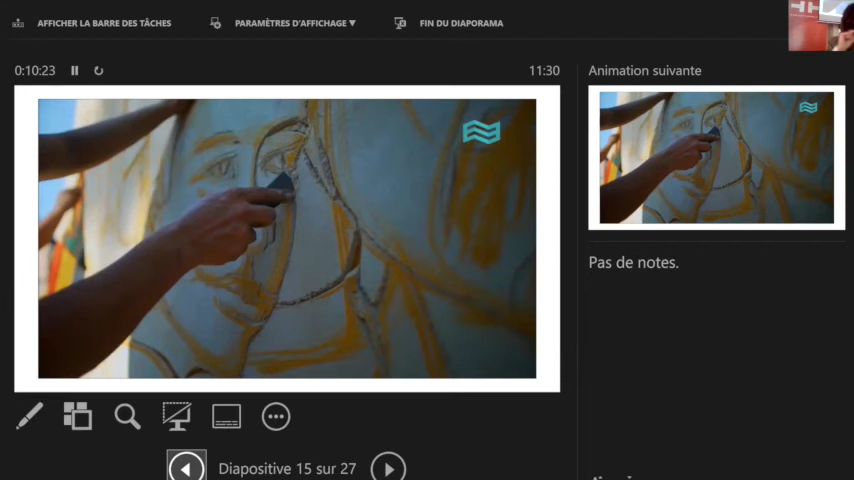 AFFICHER LA BARRE DES TÂCHES
PARAMÈTRES D'AFFICHAGE ▼
FIN DU DIAPORAMA
0:10:23
11:30
Animation suivante
Pas de notes.
Diapositive 15 sur 27